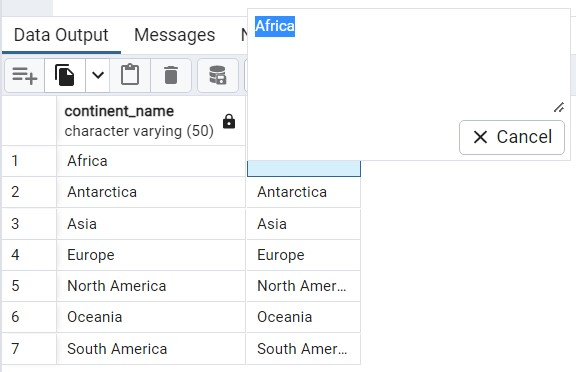 Africa
Data Output Messages N
Cancel
continent_name
character varying (50)
1 Africa
2 Antarctica Antarctica
3 Asia Asia
4 Europe Europe
5 North America North Amer...
6 Oceania Oceania
7 South America South Amer...